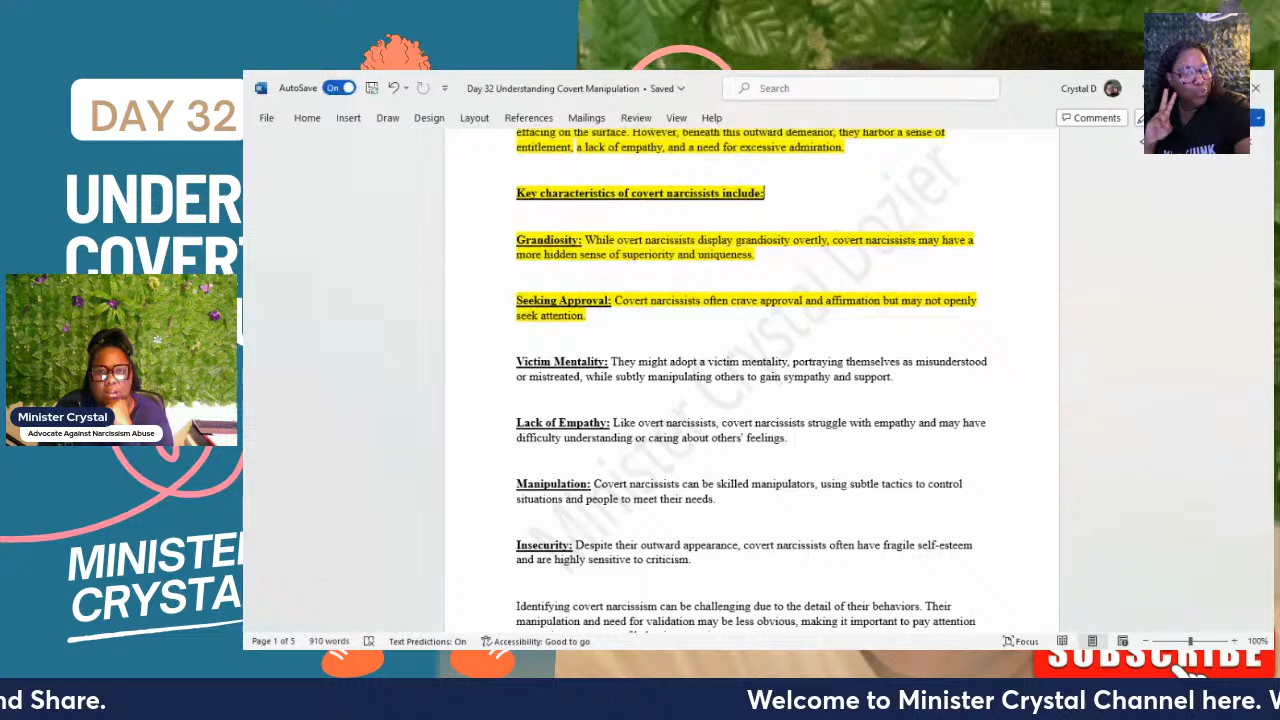 DAY 32
UNDER
COVERT
MINISTER
CRYSTA
Minister Crystal
Advocate Against Narcissism Abuse
AutoSave On
Day 32 Understanding Covert Manipulation • Saved
Search
Crystal D
File Home Insert Draw Design Layout References Mailings Review View Help
Comments
effacing on the surface. However, beneath this outward demeanor, they harbor a sense of
entitlement, a lack of empathy, and a need for excessive admiration.
Key characteristics of covert narcissists include:
Grandiosity: While overt narcissists display grandiosity overtly, covert narcissists may have a
more hidden sense of superiority and uniqueness.
Seeking Approval: Covert narcissists often crave approval and affirmation but may not openly
seek attention.
Victim Mentality: They might adopt a victim mentality, portraying themselves as misunderstood
or mistreated, while subtly manipulating others to gain sympathy and support.
Lack of Empathy: Like overt narcissists, covert narcissists struggle with empathy and may have
difficulty understanding or caring about others' feelings.
Manipulation: Covert narcissists can be skilled manipulators, using subtle tactics to control
situations and people to meet their needs.
Insecurity: Despite their outward appearance, covert narcissists often have fragile self-esteem
and are highly sensitive to criticism.
Identifying covert narcissism can be challenging due to the detail of their behaviors. Their
manipulation and need for validation may be less obvious, making it important to pay attention
Minister Crystal Dozier
Page 1 of 5 910 words Text Predictions: On Accessibility: Good to go
Focus
100%
SUBSCRIBE
nd Share.
Welcome to Minister Crystal Channel here. W